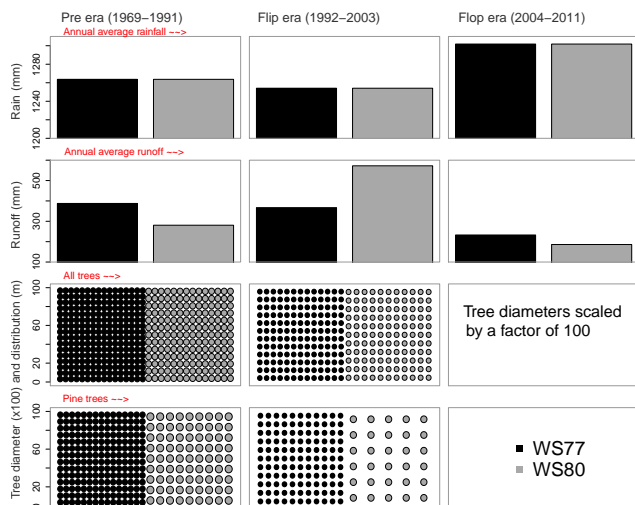 Pre era (1969–1991)
Flip era (1992–2003)
Flop era (2004–2011)
Annual average rainfall ~~>
Rain (mm)
1200
1240
1280
Annual average runoff ~~>
Runoff (mm)
100
300
500
All trees ~~>
Tree diameter (x100) and distribution (m)
0
20
60
100
Tree diameters scaled
by a factor of 100
Pine trees ~~>
0
20
60
100
WS77
WS80